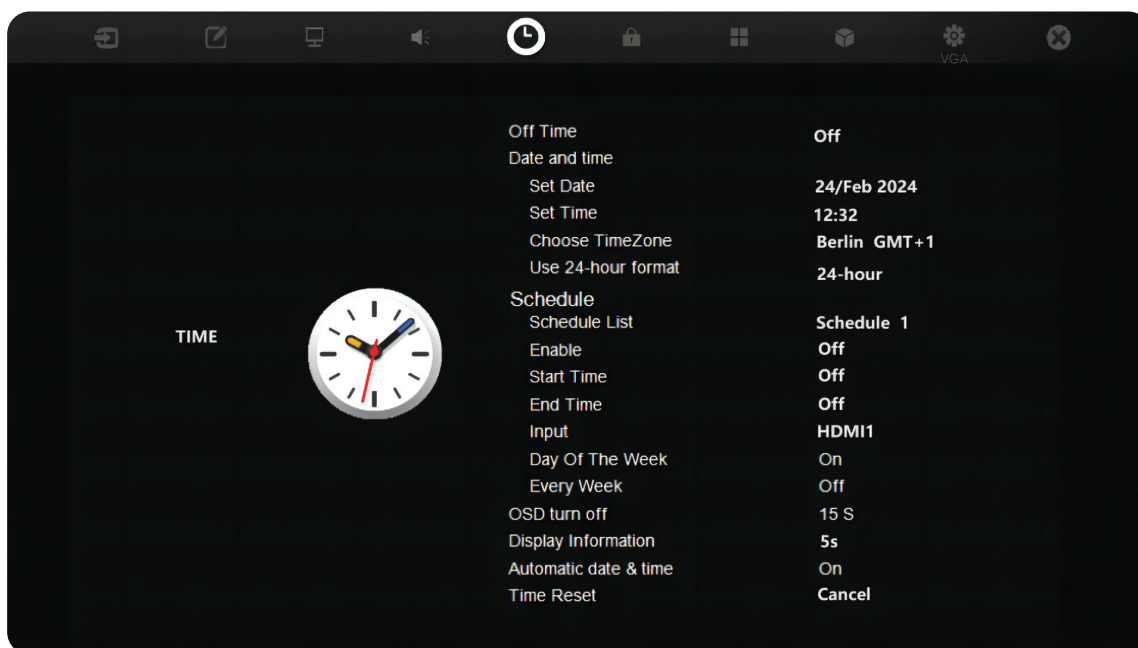 VGA
TIME
Off Time Off
Date and time
Set Date 24/Feb 2024
Set Time 12:32
Choose TimeZone Berlin GMT+1
Use 24-hour format 24-hour
Schedule
Schedule List Schedule 1
Enable Off
Start Time Off
End Time Off
Input HDMI1
Day Of The Week On
Every Week Off
OSD turn off 15 S
Display Information 5s
Automatic date & time On
Time Reset Cancel